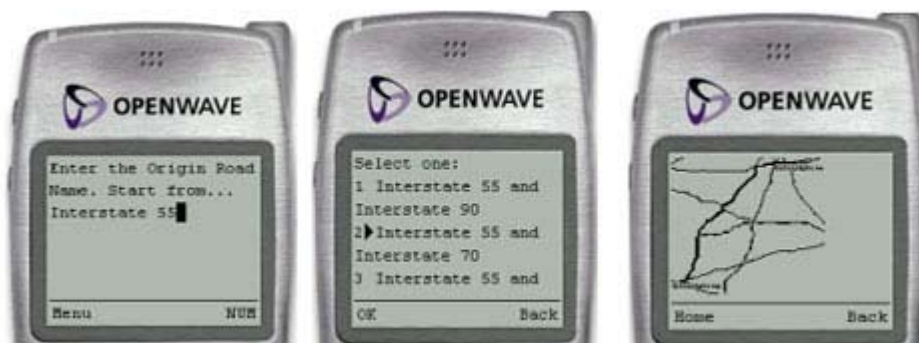 OPENWAVE
Enter the Origin Road
Name. Start from...
Interstate 55
Menu NUM
OPENWAVE
Select one:
1 Interstate 55 and
Interstate 90
2 Interstate 55 and
Interstate 70
3 Interstate 55 and
OK Back
OPENWAVE
Home Back